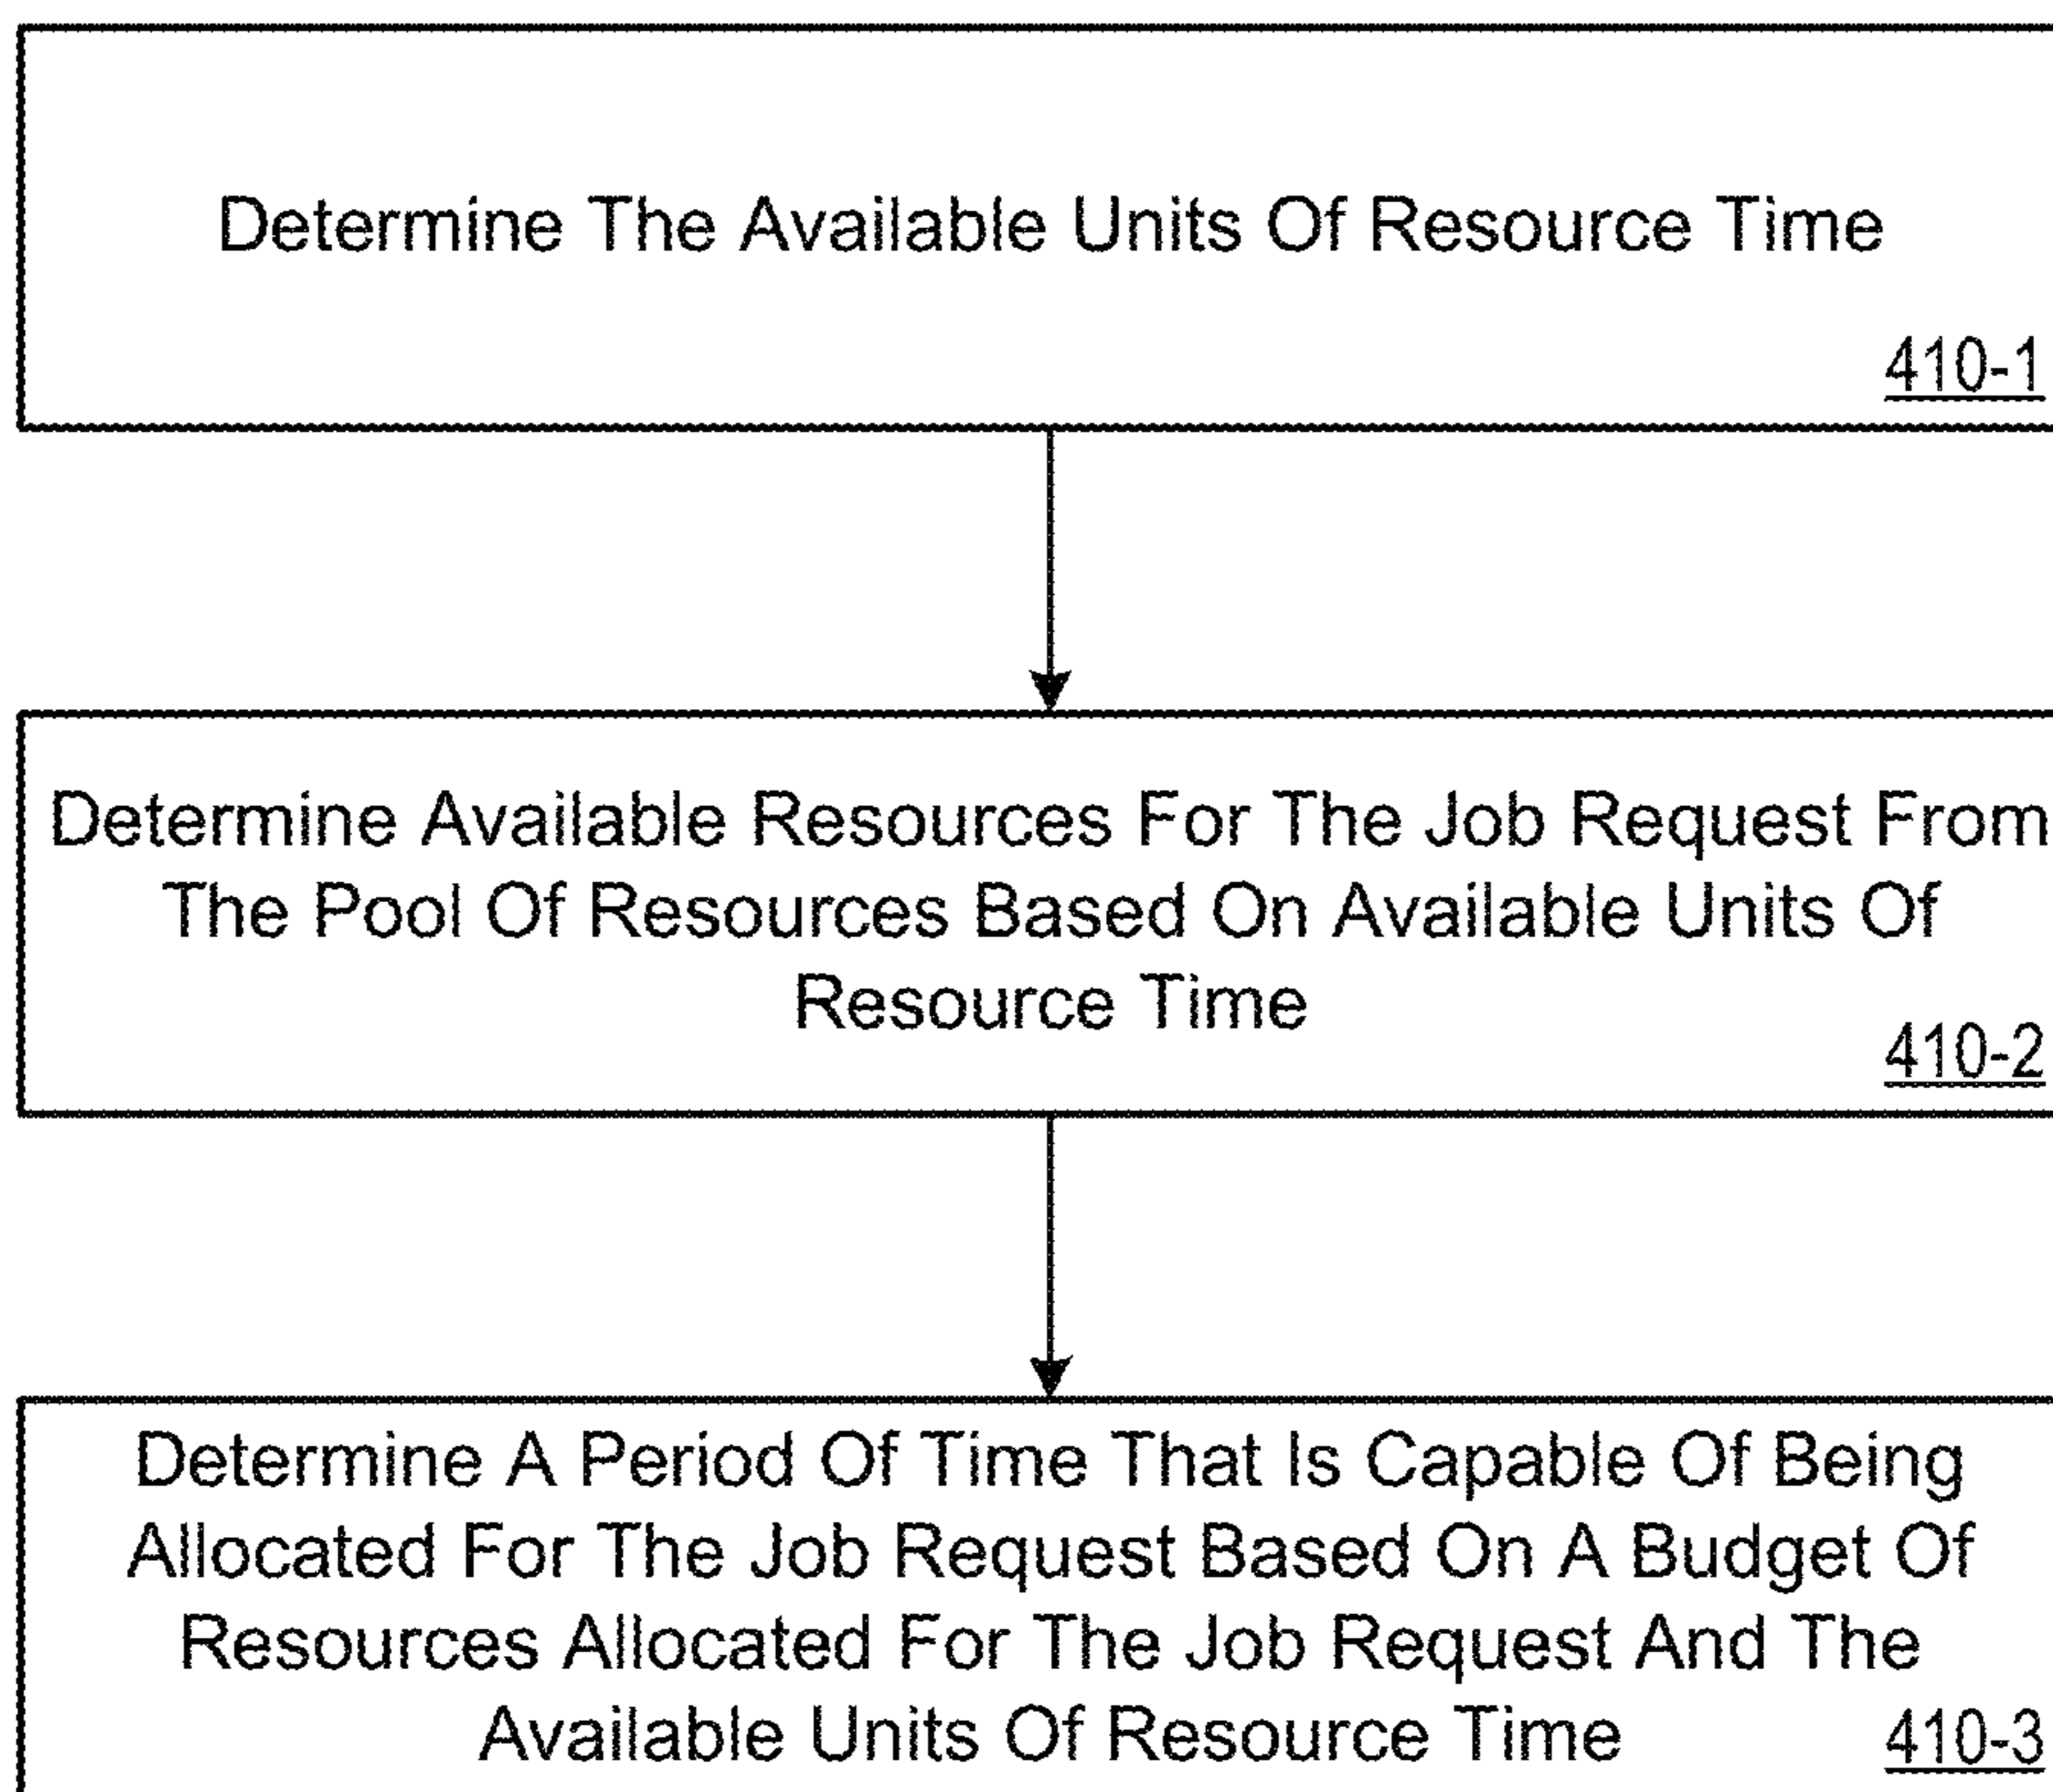 Determine The Available Units Of Resource Time
410-1
Determine Available Resources For The Job Request From
The Pool Of Resources Based On Available Units Of
Resource Time
410-2
Determine A Period Of Time That Is Capable Of Being
Allocated For The Job Request Based On A Budget Of
Resources Allocated For The Job Request And The
Available Units Of Resource Time
410-3